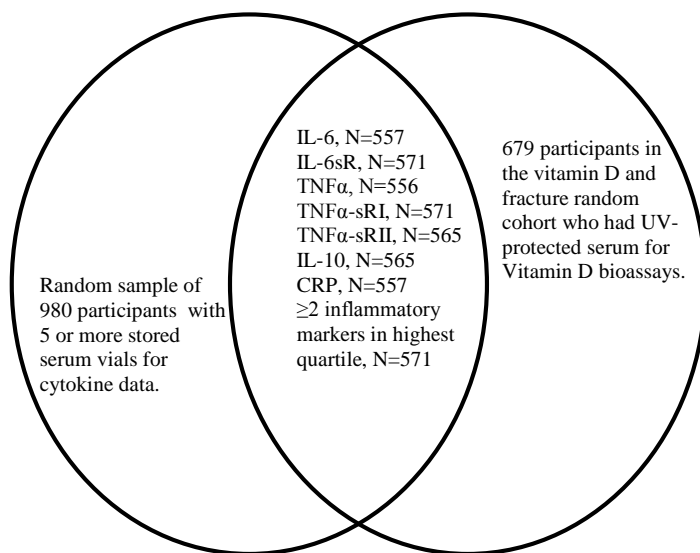 Random sample of
980 participants with
5 or more stored
serum vials for
cytokine data.
IL-6, N=557
IL-6sR, N=571
TNFα, N=556
TNFα-sRI, N=571
TNFα-sRII, N=565
IL-10, N=565
CRP, N=557
≥2 inflammatory
markers in highest
quartile, N=571
679 participants in
the vitamin D and
fracture random
cohort who had UV-
protected serum for
Vitamin D bioassays.